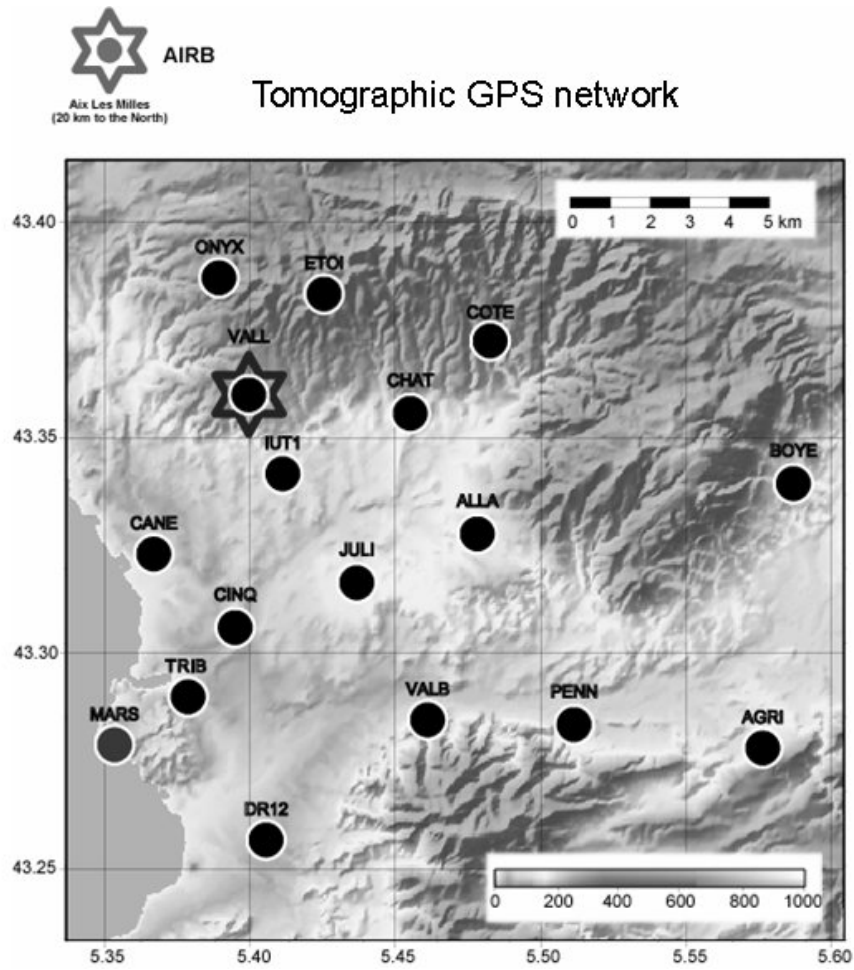 AIRB
Aix Les Milles
(20 km to the North)
Tomographic GPS network
0 1 2 3 4 5 km
43.40
ONYX
ETOI
COTE
VALL
CHAT
43.35
IUT1
BOYE
ALLA
CANE
JULI
CINQ
43.30
TRIB
VALB
PENN
MARS
AGRI
DR12
43.25
0 200 400 600 800 1000
5.35 5.40 5.45 5.50 5.55 5.60